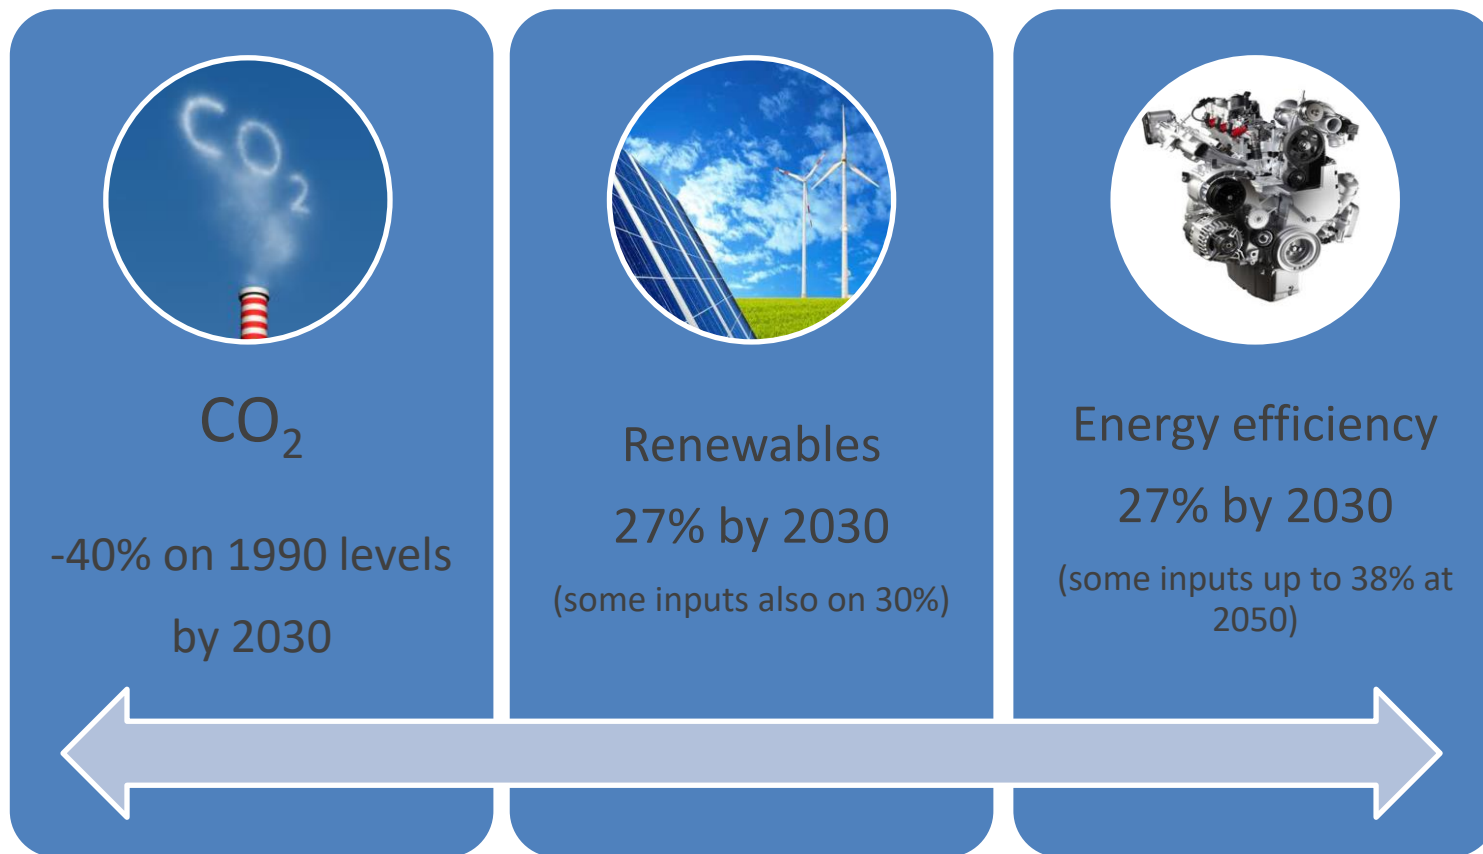 CO₂
CO₂
-40% on 1990 levels
by 2030
Renewables
27% by 2030
(some inputs also on 30%)
Energy efficiency
27% by 2030
(some inputs up to 38% at
2050)